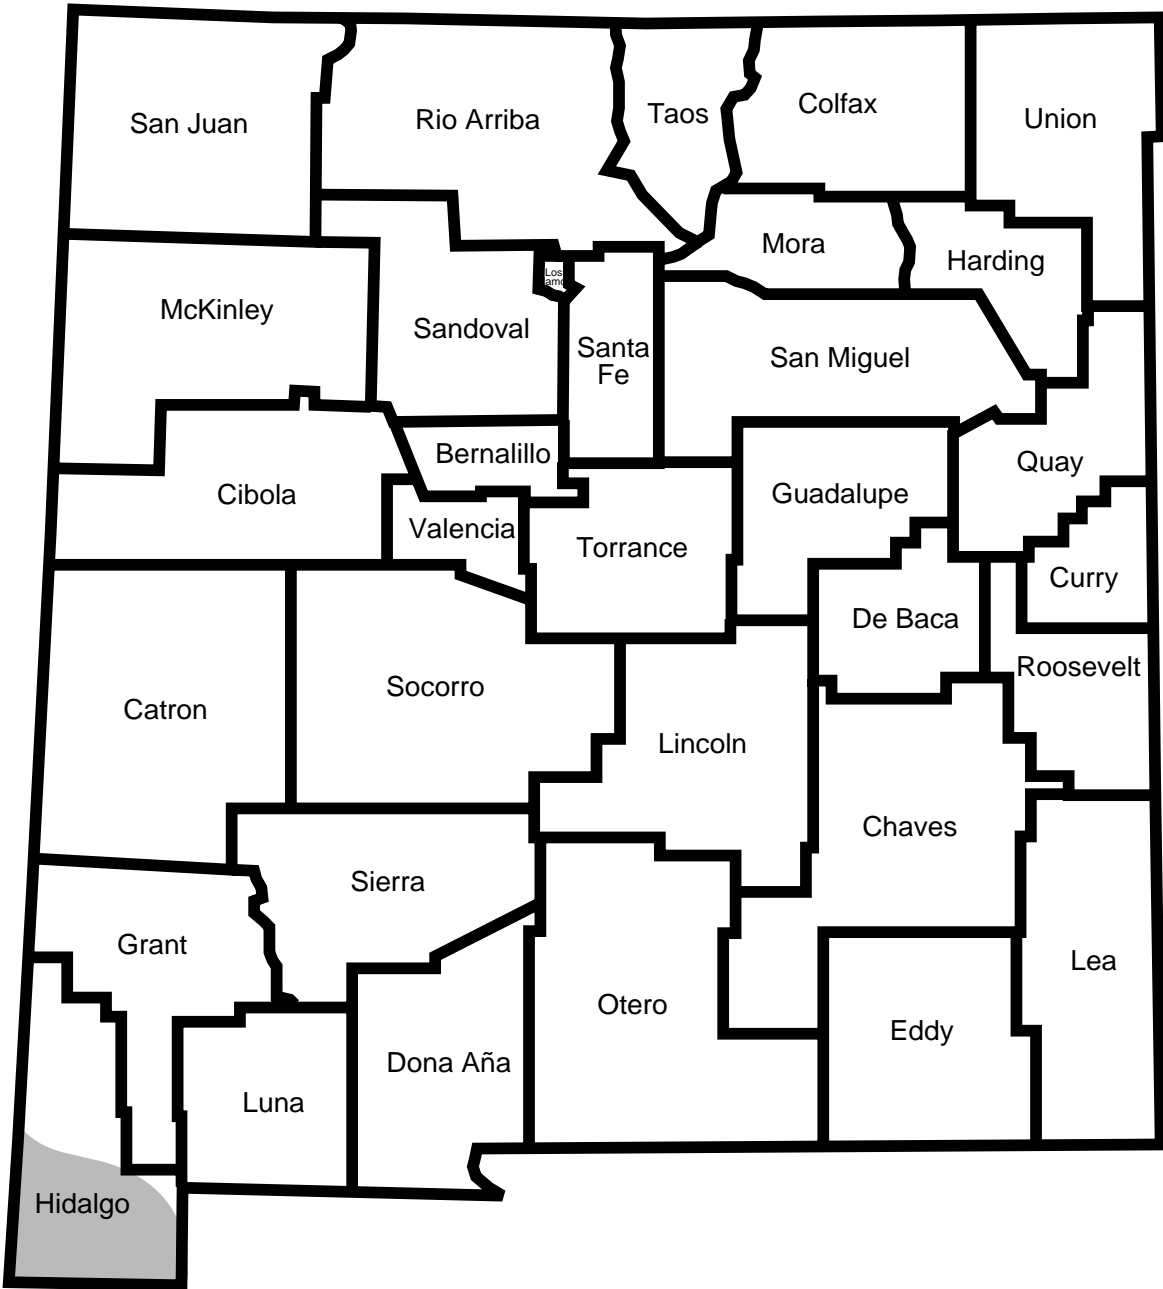 San Juan
Rio Arriba
Taos
Colfax
Union
Mora
Harding
McKinley
Sandoval
Los
Santa
Fe
San Miguel
Bernalillo
Quay
Cibola
Guadalupe
Valencia
Torrance
Curry
De Baca
Roosevelt
Socorro
Catron
Lincoln
Chaves
Sierra
Grant
Lea
Otero
Eddy
Dona Aña
Luna
Hidalgo